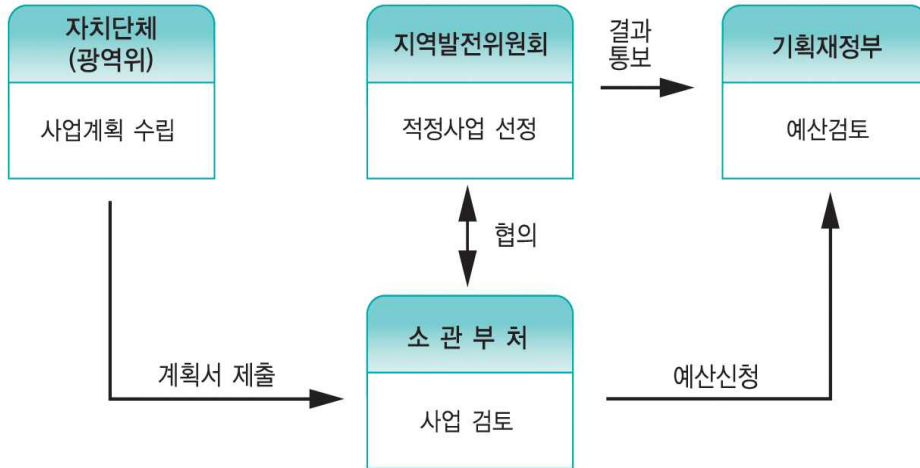 자치단체
(광역위)
사업계획 수립
지역발전위원회
적정사업 선정
결과
통보
기획재정부
예산검토
협의
소 관 부 처
사업 검토
계획서 제출
예산신청